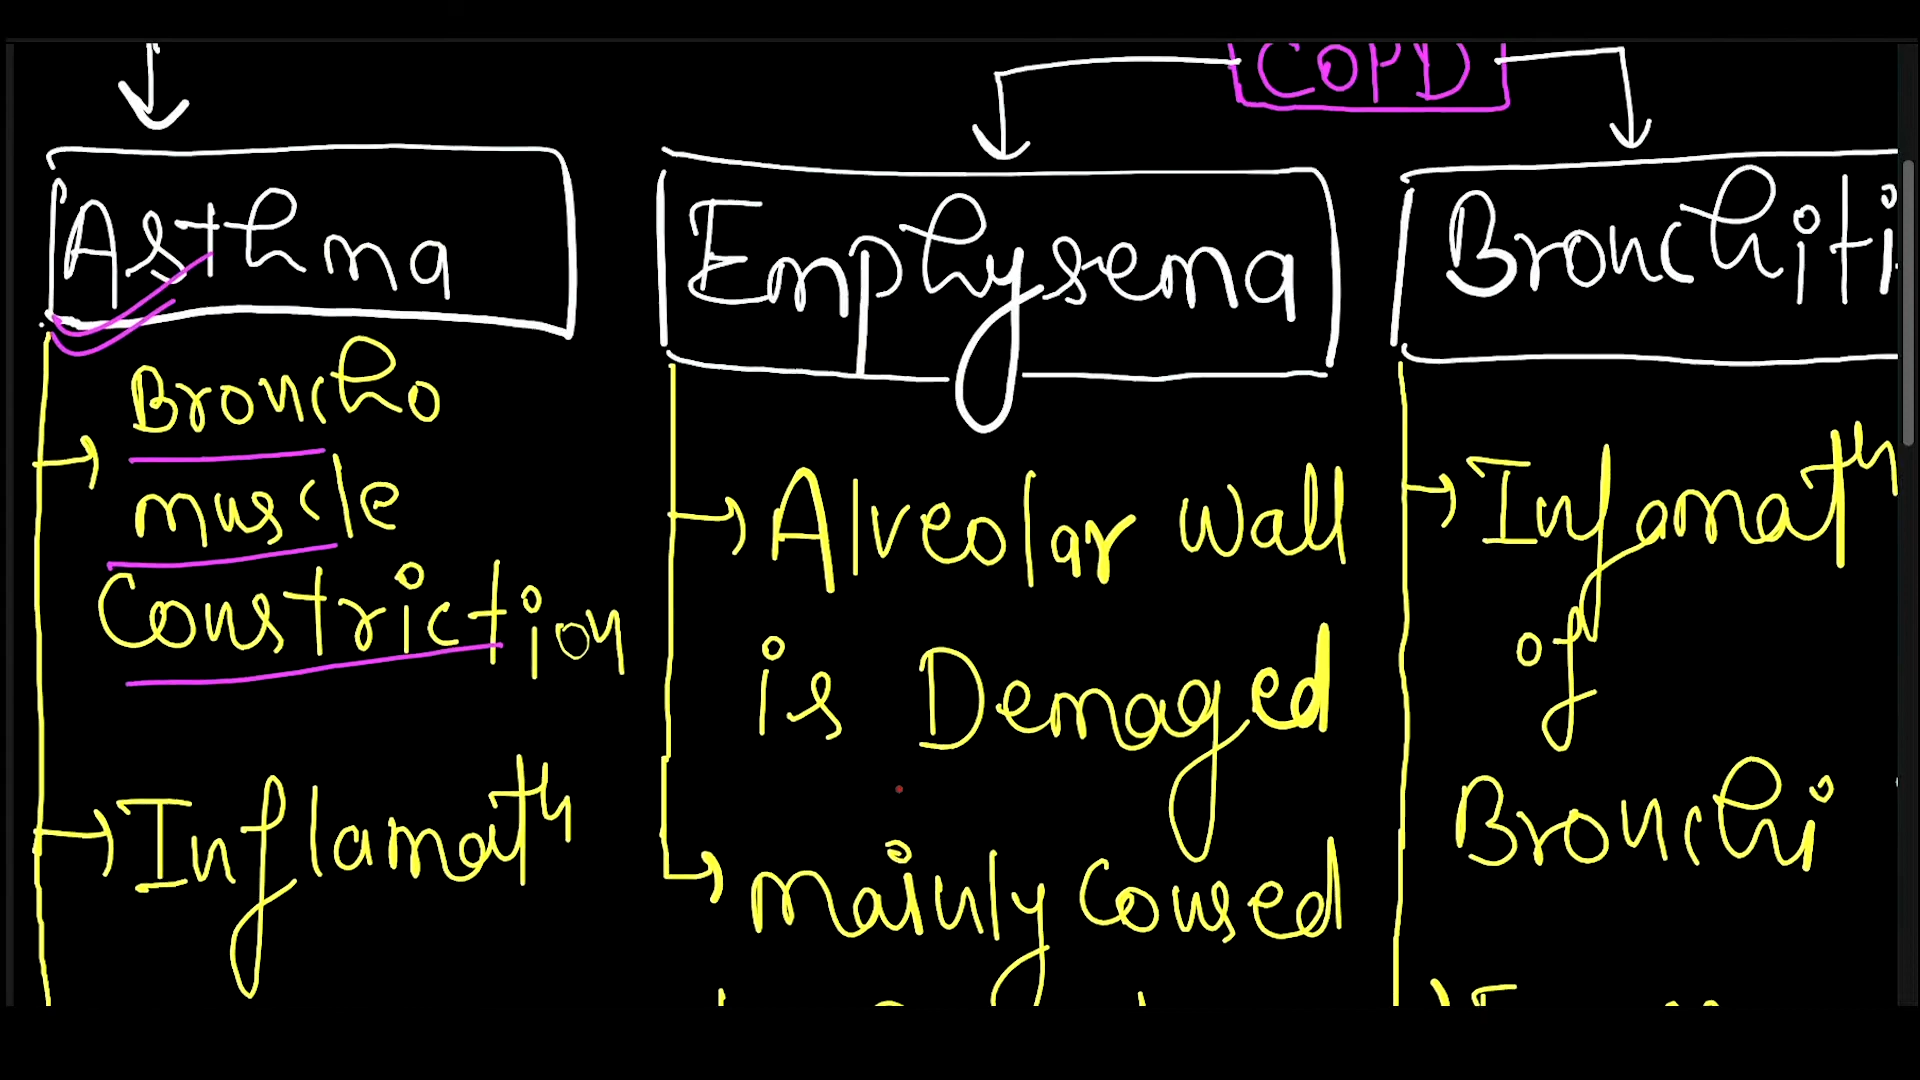 COPD
Asthma
Emphysema
Bronchiti
Broncho
muscle
Constriction
Inflamatn
Alveolar wall
is Demaged
mainly Coused
Infamatn
of
Bronchi